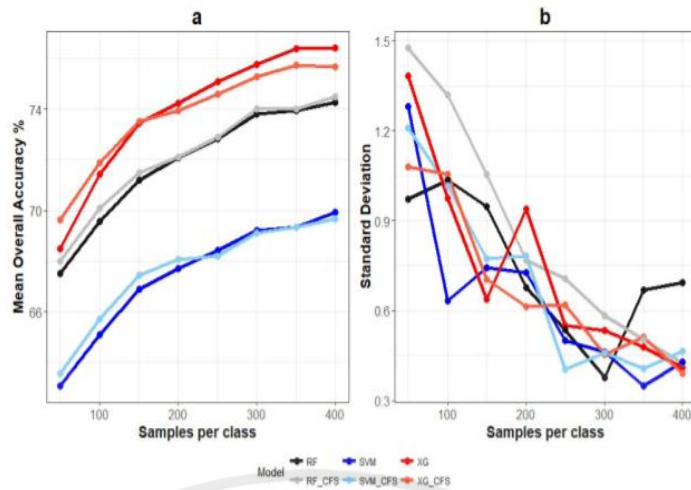 a b
Mean Overall Accuracy %
74
70
66
100 200 300 400
Samples per class
Standard Deviation
1.5
1.2
0.9
0.6
0.3
100 200 300 400
Samples per class
Model
RF SVM XG
RF_CFS SVM_CFS XG_CFS